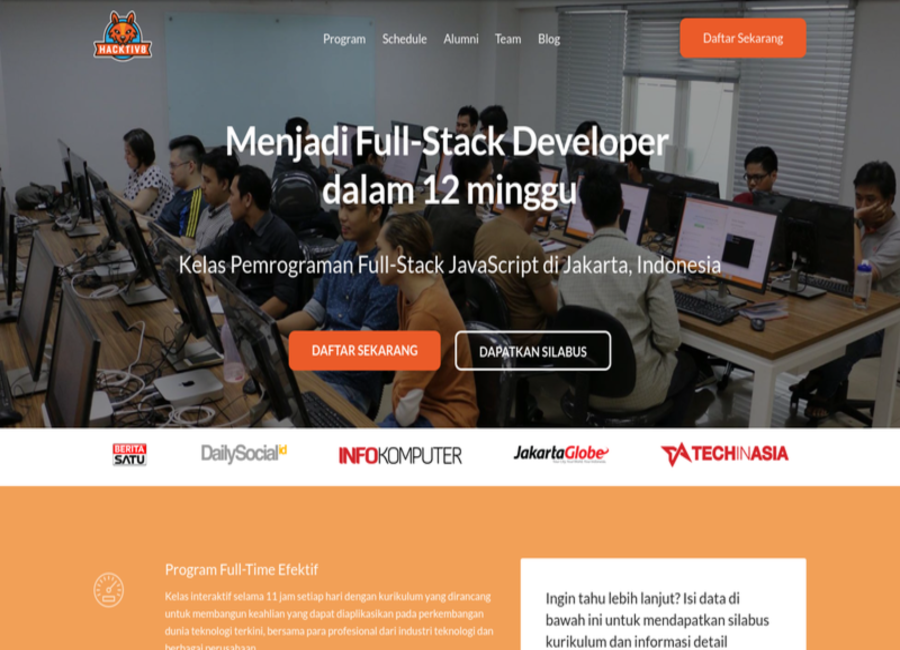 HACKTIV8
Program
Schedule
Alumni
Team
Blog
Daftar Sekarang
Menjadi Full-Stack Developer
dalam 12 minggu
Kelas Pemrograman Full-Stack JavaScript di Jakarta, Indonesia
DAFTAR SEKARANG
DAPATKAN SILABUS
BERITA
SATU
DailySocial.id
INFOKOMPUTER
JakartaGlobe
TECHINASIA
Program Full-Time Efektif
Kelas interaktif selama 11 jam setiap hari dengan kurikulum yang dirancang
untuk membangun keahlian yang dapat diaplikasikan pada perkembangan
dunia teknologi terkini, bersama para profesional dari industri teknologi dan
berbagai perusahaan
Ingin tahu lebih lanjut? Isi data di
bawah ini untuk mendapatkan silabus
kurikulum dan informasi detail